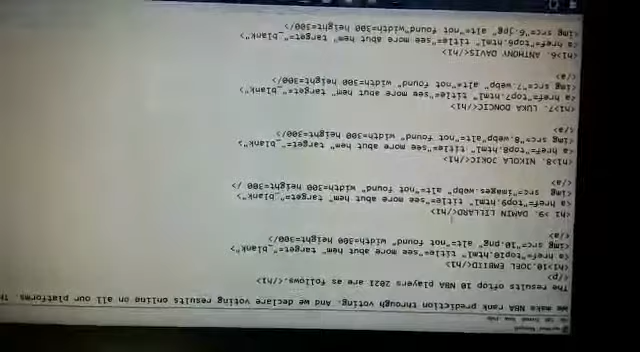 File Edit Format View Help
We make NBA rank prediction through voting. And we declare voting results online on all our platforms. Th
The results oftop 10 NBA players 2021 are as follows.</h1>
</p>
<h1>10.JOEL EMBIID</h1>
<a href="top10.html" title="see more abut hem" target="_blank">
<img src="10.png" alt="not found" width=300 height=300/>
</a>
<h1 >9. DAMIN LILLARD</h1>
<a href="top9.html" title="see more abut hem" target="_blank">
<img src="images.webp" alt="not found" width=300 height=300 />
</a>
<h1>8. NIKOLA JOKIC</h1>
<a href="top8.html" title="see more abut hem" target="_blank">
<img src="8.webp"alt="not found" width=300 height=300/>
</a>
<h1>7. LUKA DONCIC</h1>
<a href="top7.html" title="see more abut hem" target="_blank">
<img src="7.webp" alt="not found" width=300 height=300/>
</a>
<h1>6. ANTHONY DAVIS</h1>
<a href="top6.html" title="see more abut hem" target="_blank">
<img src="6.jpg" alt="not found"width=300 height=300/>